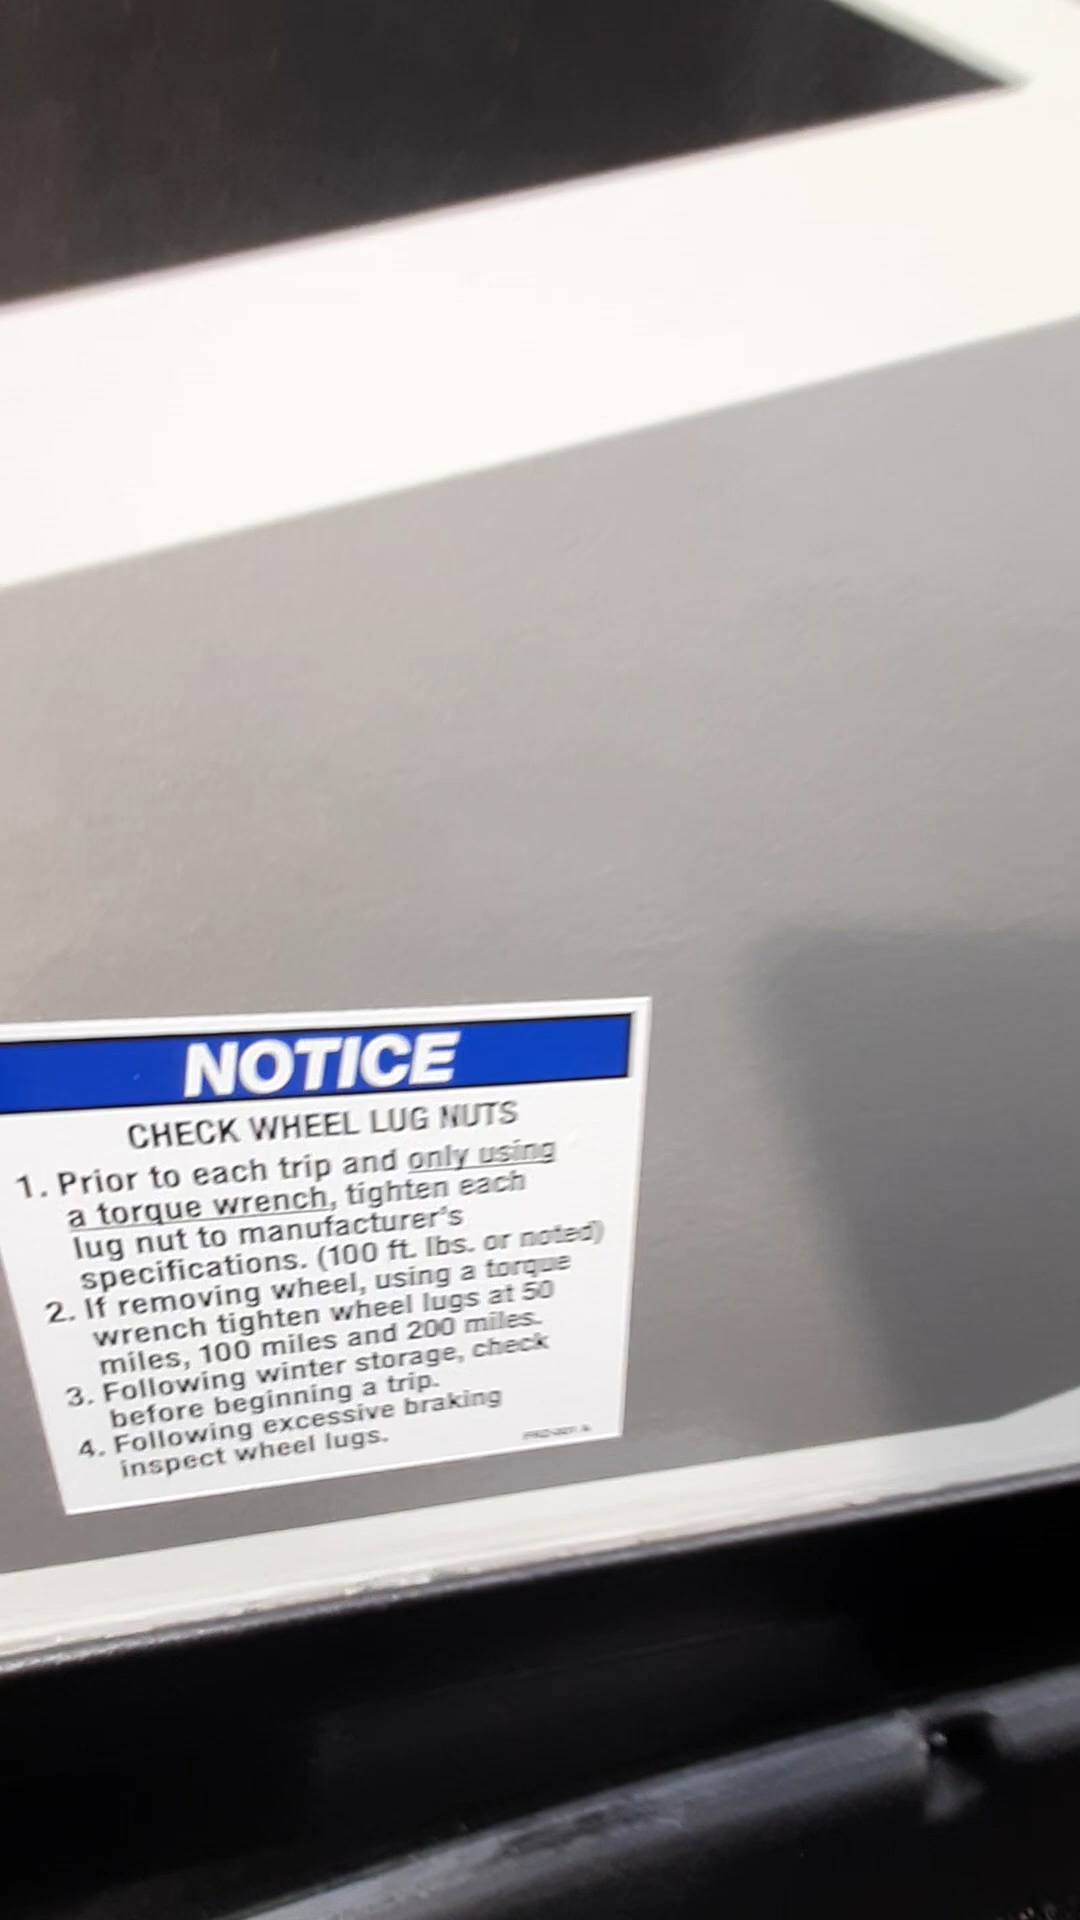 NOTICE
CHECK WHEEL LUG NUTS
1. Prior to each trip and only using
a torque wrench, tighten each
lug nut to manufacturer's
specifications. (100 ft. lbs. or noted)
2. If removing wheel, using a torque
wrench tighten wheel lugs at 50
miles, 100 miles and 200 miles.
3. Following winter storage, check
before beginning a trip.
4. Following excessive braking
inspect wheel lugs.